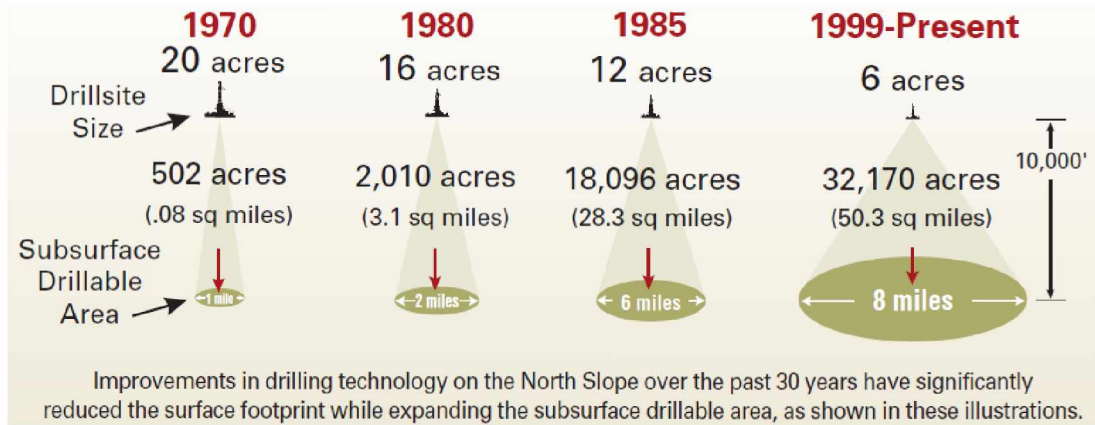 1970
1980
1985
1999-Present
20 acres
16 acres
12 acres
6 acres
Drillsite
Size
10,000'
502 acres
2,010 acres
18,096 acres
32,170 acres
(.08 sq miles)
(3.1 sq miles)
(28.3 sq miles)
(50.3 sq miles)
Subsurface
Drillable
Area
1 mile
2 miles
6 miles
8 miles
Improvements in drilling technology on the North Slope over the past 30 years have significantly
reduced the surface footprint while expanding the subsurface drillable area, as shown in these illustrations.